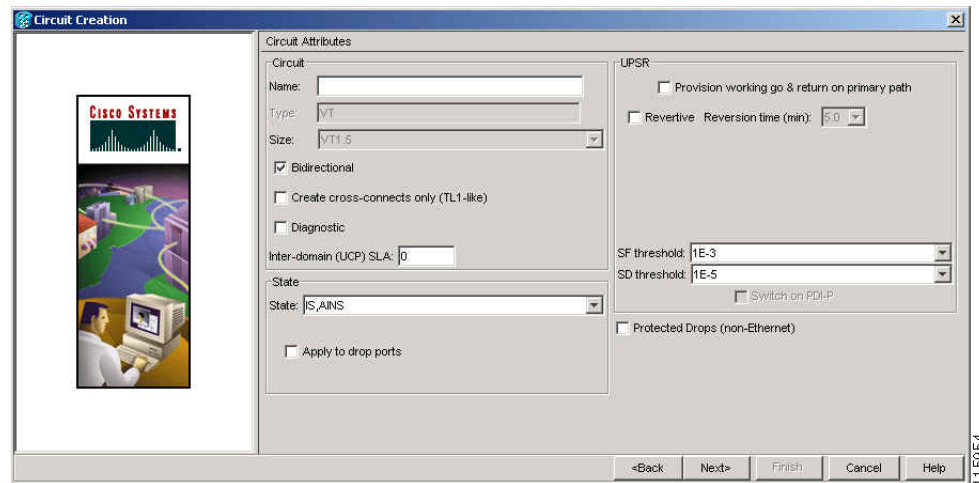 Circuit Creation
Circuit Attributes
Circuit
Name:
Type: VT
Size: VT1.5
Bidirectional
Create cross-connects only (TL1-like)
Diagnostic
Inter-domain (UCP) SLA: 0
State
State: IS,AINS
Apply to drop ports
UPSR
Provision working go & return on primary path
Revertive Reversion time (min): 5.0
SF threshold: 1E-3
SD threshold: 1E-5
Switch on PDI-P
Protected Drops (non-Ethernet)
CISCO SYSTEMS
<Back Next> Finish Cancel Help
115954